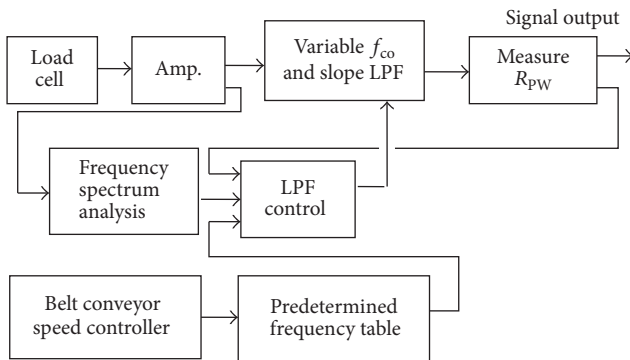 Signal output
Load
cell
Amp.
Variable f_co
and slope LPF
Measure
R_PW
Frequency
spectrum
analysis
LPF
control
Belt conveyor
speed controller
Predetermined
frequency table